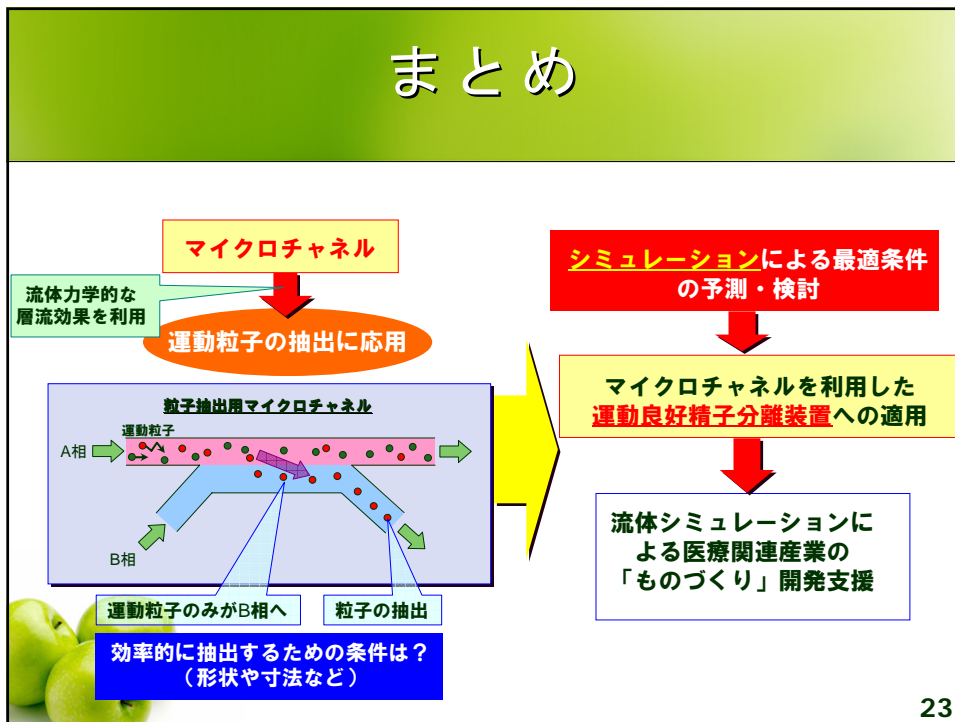 まとめ
マイクロチャネル
流体力学的な
層流効果を利用
運動粒子の抽出に応用
粒子抽出用マイクロチャネル
運動粒子
A相
B相
運動粒子のみがB相へ
粒子の抽出
効率的に抽出するための条件は?
(形状や寸法など)
シミュレーションによる最適条件
の予測・検討
マイクロチャネルを利用した
運動良好精子分離装置への適用
流体シミュレーションに
よる医療関連産業の
「ものづくり」開発支援
23